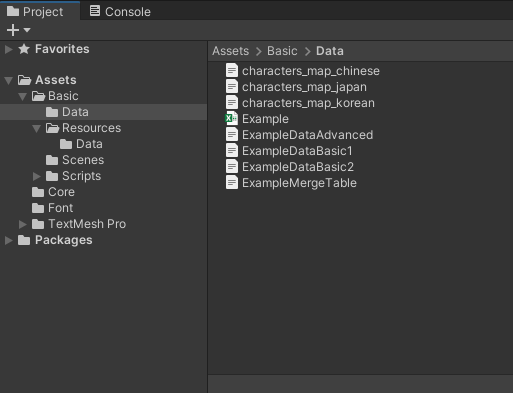 Project
Console
Favorites
Assets
Basic
Data
Resources
Data
Scenes
Scripts
Core
Font
TextMesh Pro
Packages
Assets > Basic > Data
characters_map_chinese
characters_map_japan
characters_map_korean
Example
ExampleDataAdvanced
ExampleDataBasic1
ExampleDataBasic2
ExampleMergeTable